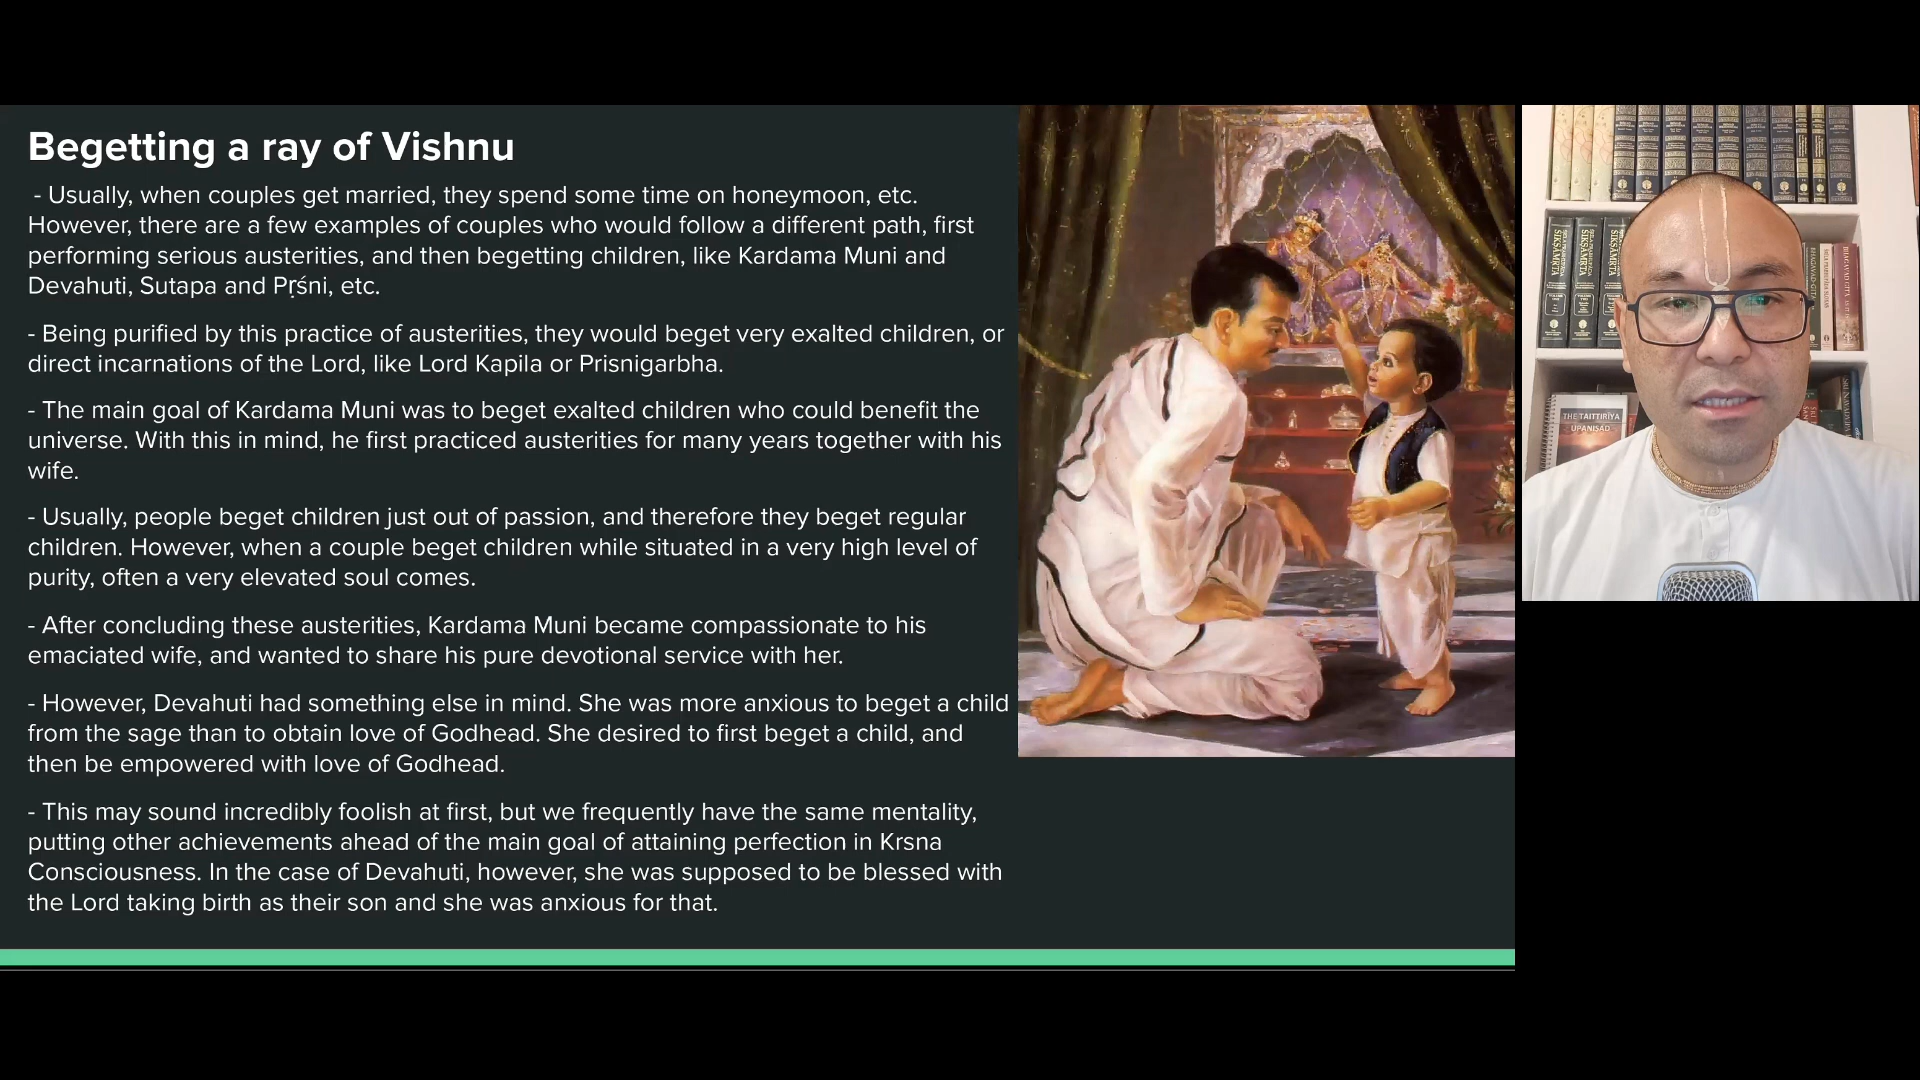 Begetting a ray of Vishnu
- Usually, when couples get married, they spend some time on honeymoon, etc.
However, there are a few examples of couples who would follow a different path, first
performing serious austerities, and then begetting children, like Kardama Muni and
Devahuti, Sutapa and Pṛśni, etc.
- Being purified by this practice of austerities, they would beget very exalted children, or
direct incarnations of the Lord, like Lord Kapila or Prisnigarbha.
- The main goal of Kardama Muni was to beget exalted children who could benefit the
universe. With this in mind, he first practiced austerities for many years together with his
wife.
- Usually, people beget children just out of passion, and therefore they beget regular
children. However, when a couple beget children while situated in a very high level of
purity, often a very elevated soul comes.
- After concluding these austerities, Kardama Muni became compassionate to his
emaciated wife, and wanted to share his pure devotional service with her.
- However, Devahuti had something else in mind. She was more anxious to beget a child
from the sage than to obtain love of Godhead. She desired to first beget a child, and
then be empowered with love of Godhead.
- This may sound incredibly foolish at first, but we frequently have the same mentality,
putting other achievements ahead of the main goal of attaining perfection in Krsna
Consciousness. In the case of Devahuti, however, she was supposed to be blessed with
the Lord taking birth as their son and she was anxious for that.
THE TAITTIRĪYA
UPANIṢAD